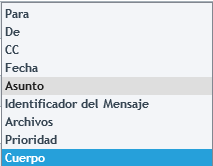 Para
De
CC
Fecha
Asunto
Identificador del Mensaje
Archivos
Prioridad
Cuerpo